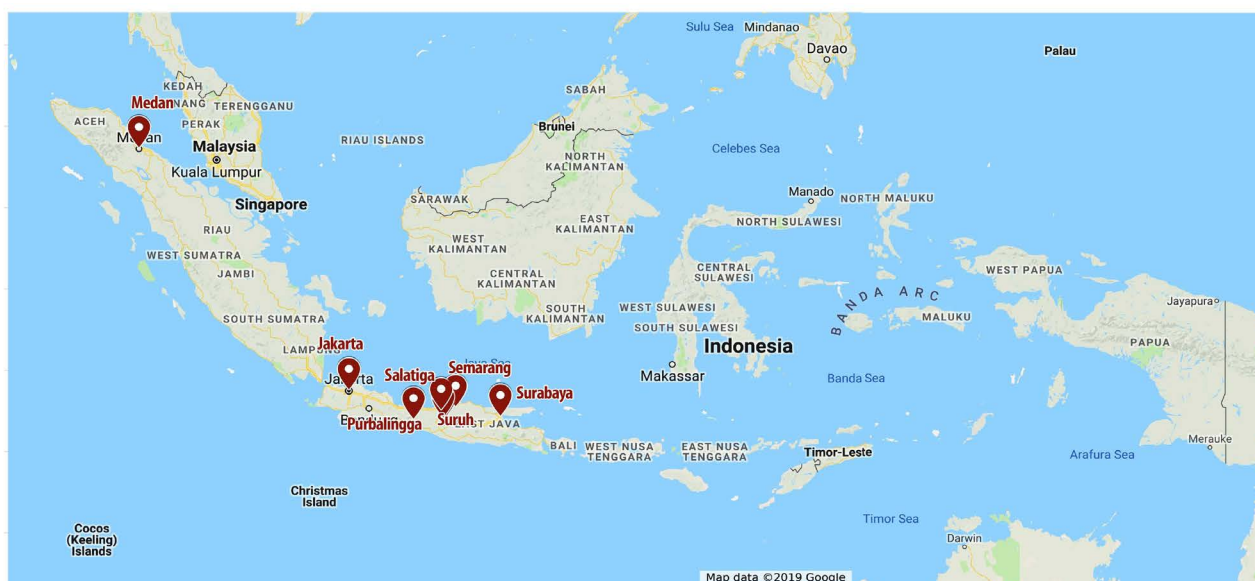 Sulu Sea
Mindanao
Davao
Palau
KEDAH
Medan
TERENGGANU
ACEH
PERAK
SABAH
Malaysia
RIAU ISLANDS
Brunei
Celebes Sea
Kuala Lumpur
NORTH
KALIMANTAN
Manado
Singapore
SARAWAK
NORTH MALUKU
NORTH SULAWESI
RIAU
EAST
KALIMANTAN
WEST
KALIMANTAN
WEST SUMATRA
JAMBI
CENTRAL
KALIMANTAN
CENTRAL
SULAWESI
WEST PAPUA
BANDA ARC
Jayapura
SOUTH SUMATRA
SOUTH
KALIMANTAN
WEST SULAWESI
SOUTH SULAWESI
MALUKU
PAPUA
Jakarta
Indonesia
Salatiga
Semarang
Makassar
Banda Sea
Surabaya
Purbalingga
Suruh
BALI
WEST NUSA
TENGGARA
EAST NUSA
TENGGARA
Timor-Leste
Merauke
Arafura Sea
Christmas
Island
Timor Sea
Cocos
(Keeling)
Islands
Darwin
Map data ©2019 Google